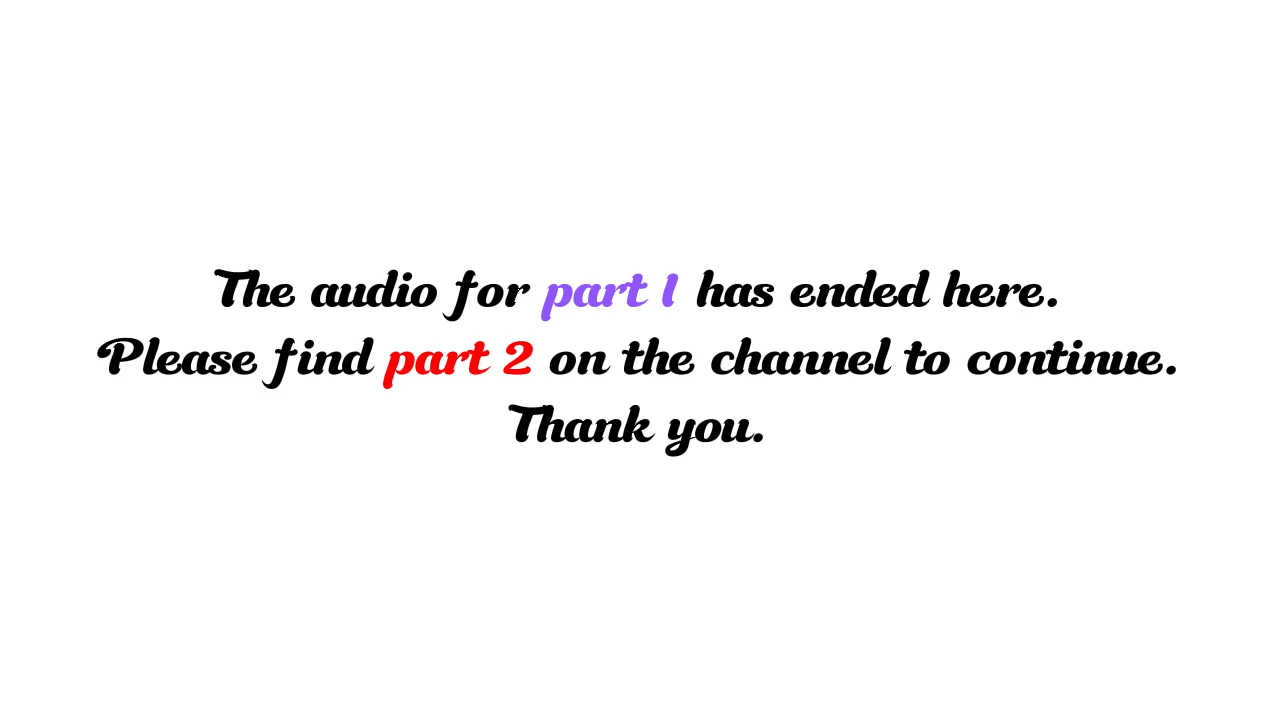 The audio for part 1 has ended here.
Please find part 2 on the channel to continue.
Thank you.